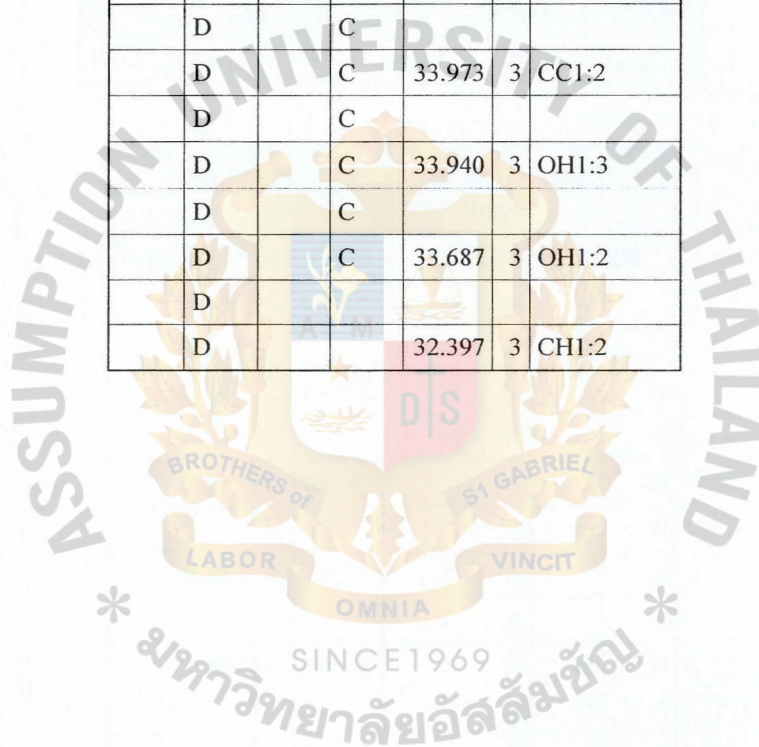 D C
D C 33.973 3 CC1:2
D C
D C 33.940 3 OH1:3
D C
D C 33.687 3 OH1:2
D
D 32.397 3 CH1:2
ASSUMPTION UNIVERSITY OF THAILAND
A M
D S
BROTHERS of ST GABRIEL
LABOR VINCIT
OMNIA
SINCE1969
* มหาวิทยาลัยอัสสัมชัญ *